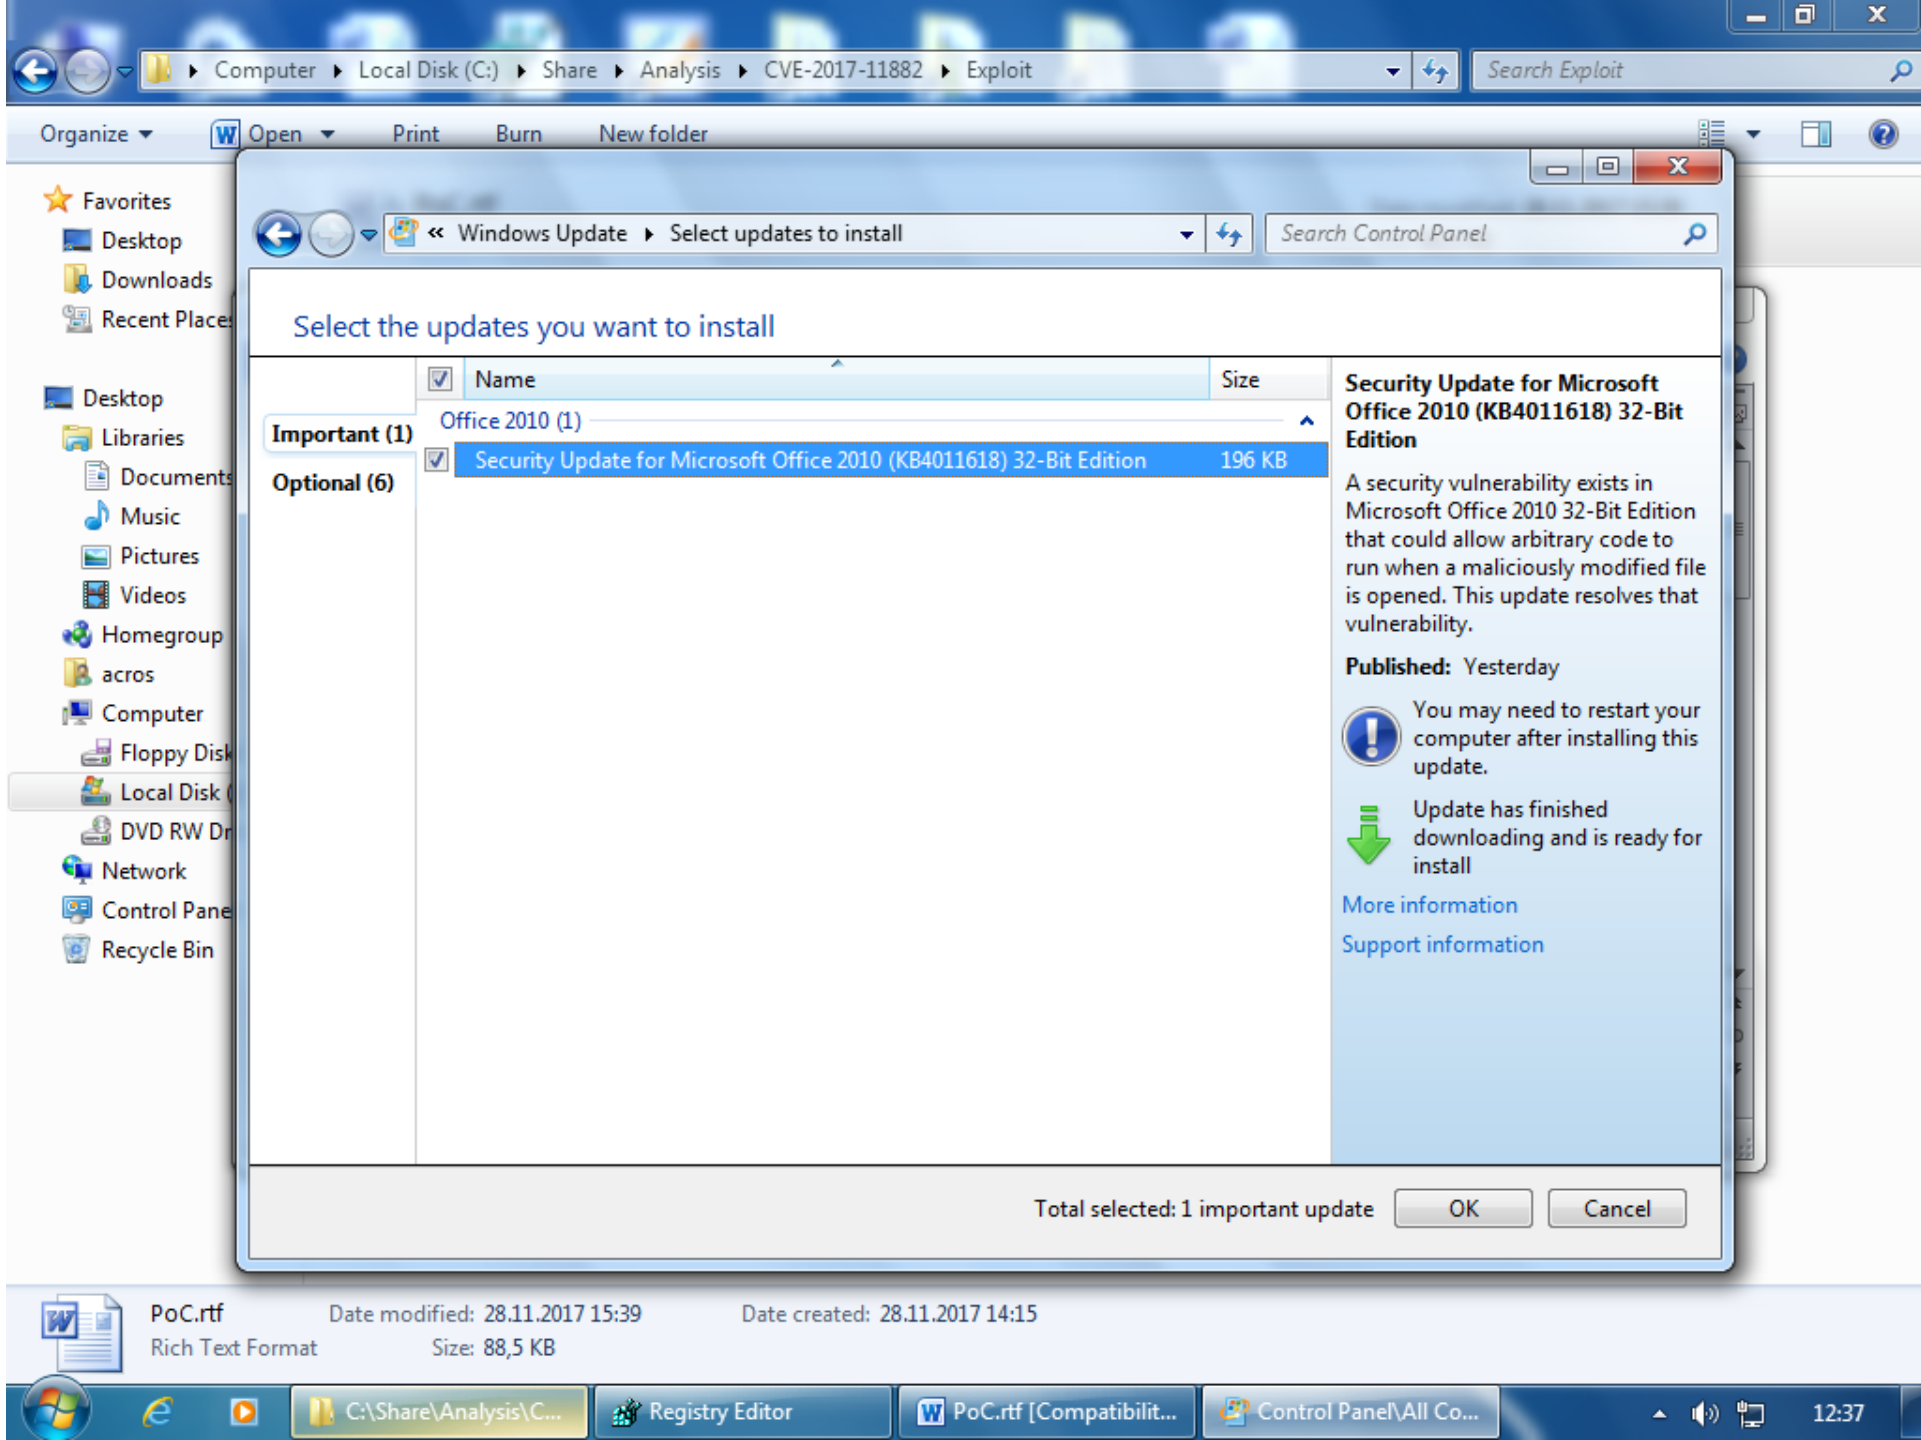 Computer ▸ Local Disk (C:) ▸ Share ▸ Analysis ▸ CVE-2017-11882 ▸ Exploit
Search Exploit
Organize
Open
Print
Burn
New folder
Favorites
Desktop
Downloads
Recent Places
Desktop
Libraries
Documents
Music
Pictures
Videos
Homegroup
acros
Computer
Floppy Disk
Local Disk (
DVD RW Dr
Network
Control Pane
Recycle Bin
« Windows Update ▸ Select updates to install
Search Control Panel
Select the updates you want to install
Important (1)
Optional (6)
Name
Size
Office 2010 (1)
Security Update for Microsoft Office 2010 (KB4011618) 32-Bit Edition
196 KB
Security Update for Microsoft
Office 2010 (KB4011618) 32-Bit
Edition
A security vulnerability exists in
Microsoft Office 2010 32-Bit Edition
that could allow arbitrary code to
run when a maliciously modified file
is opened. This update resolves that
vulnerability.
Published: Yesterday
You may need to restart your
computer after installing this
update.
Update has finished
downloading and is ready for
install
More information
Support information
Total selected: 1 important update
OK
Cancel
PoC.rtf
Date modified: 28.11.2017 15:39
Date created: 28.11.2017 14:15
Rich Text Format
Size: 88,5 KB
C:\Share\Analysis\C...
Registry Editor
PoC.rtf [Compatibilit...
Control Panel\All Co...
12:37